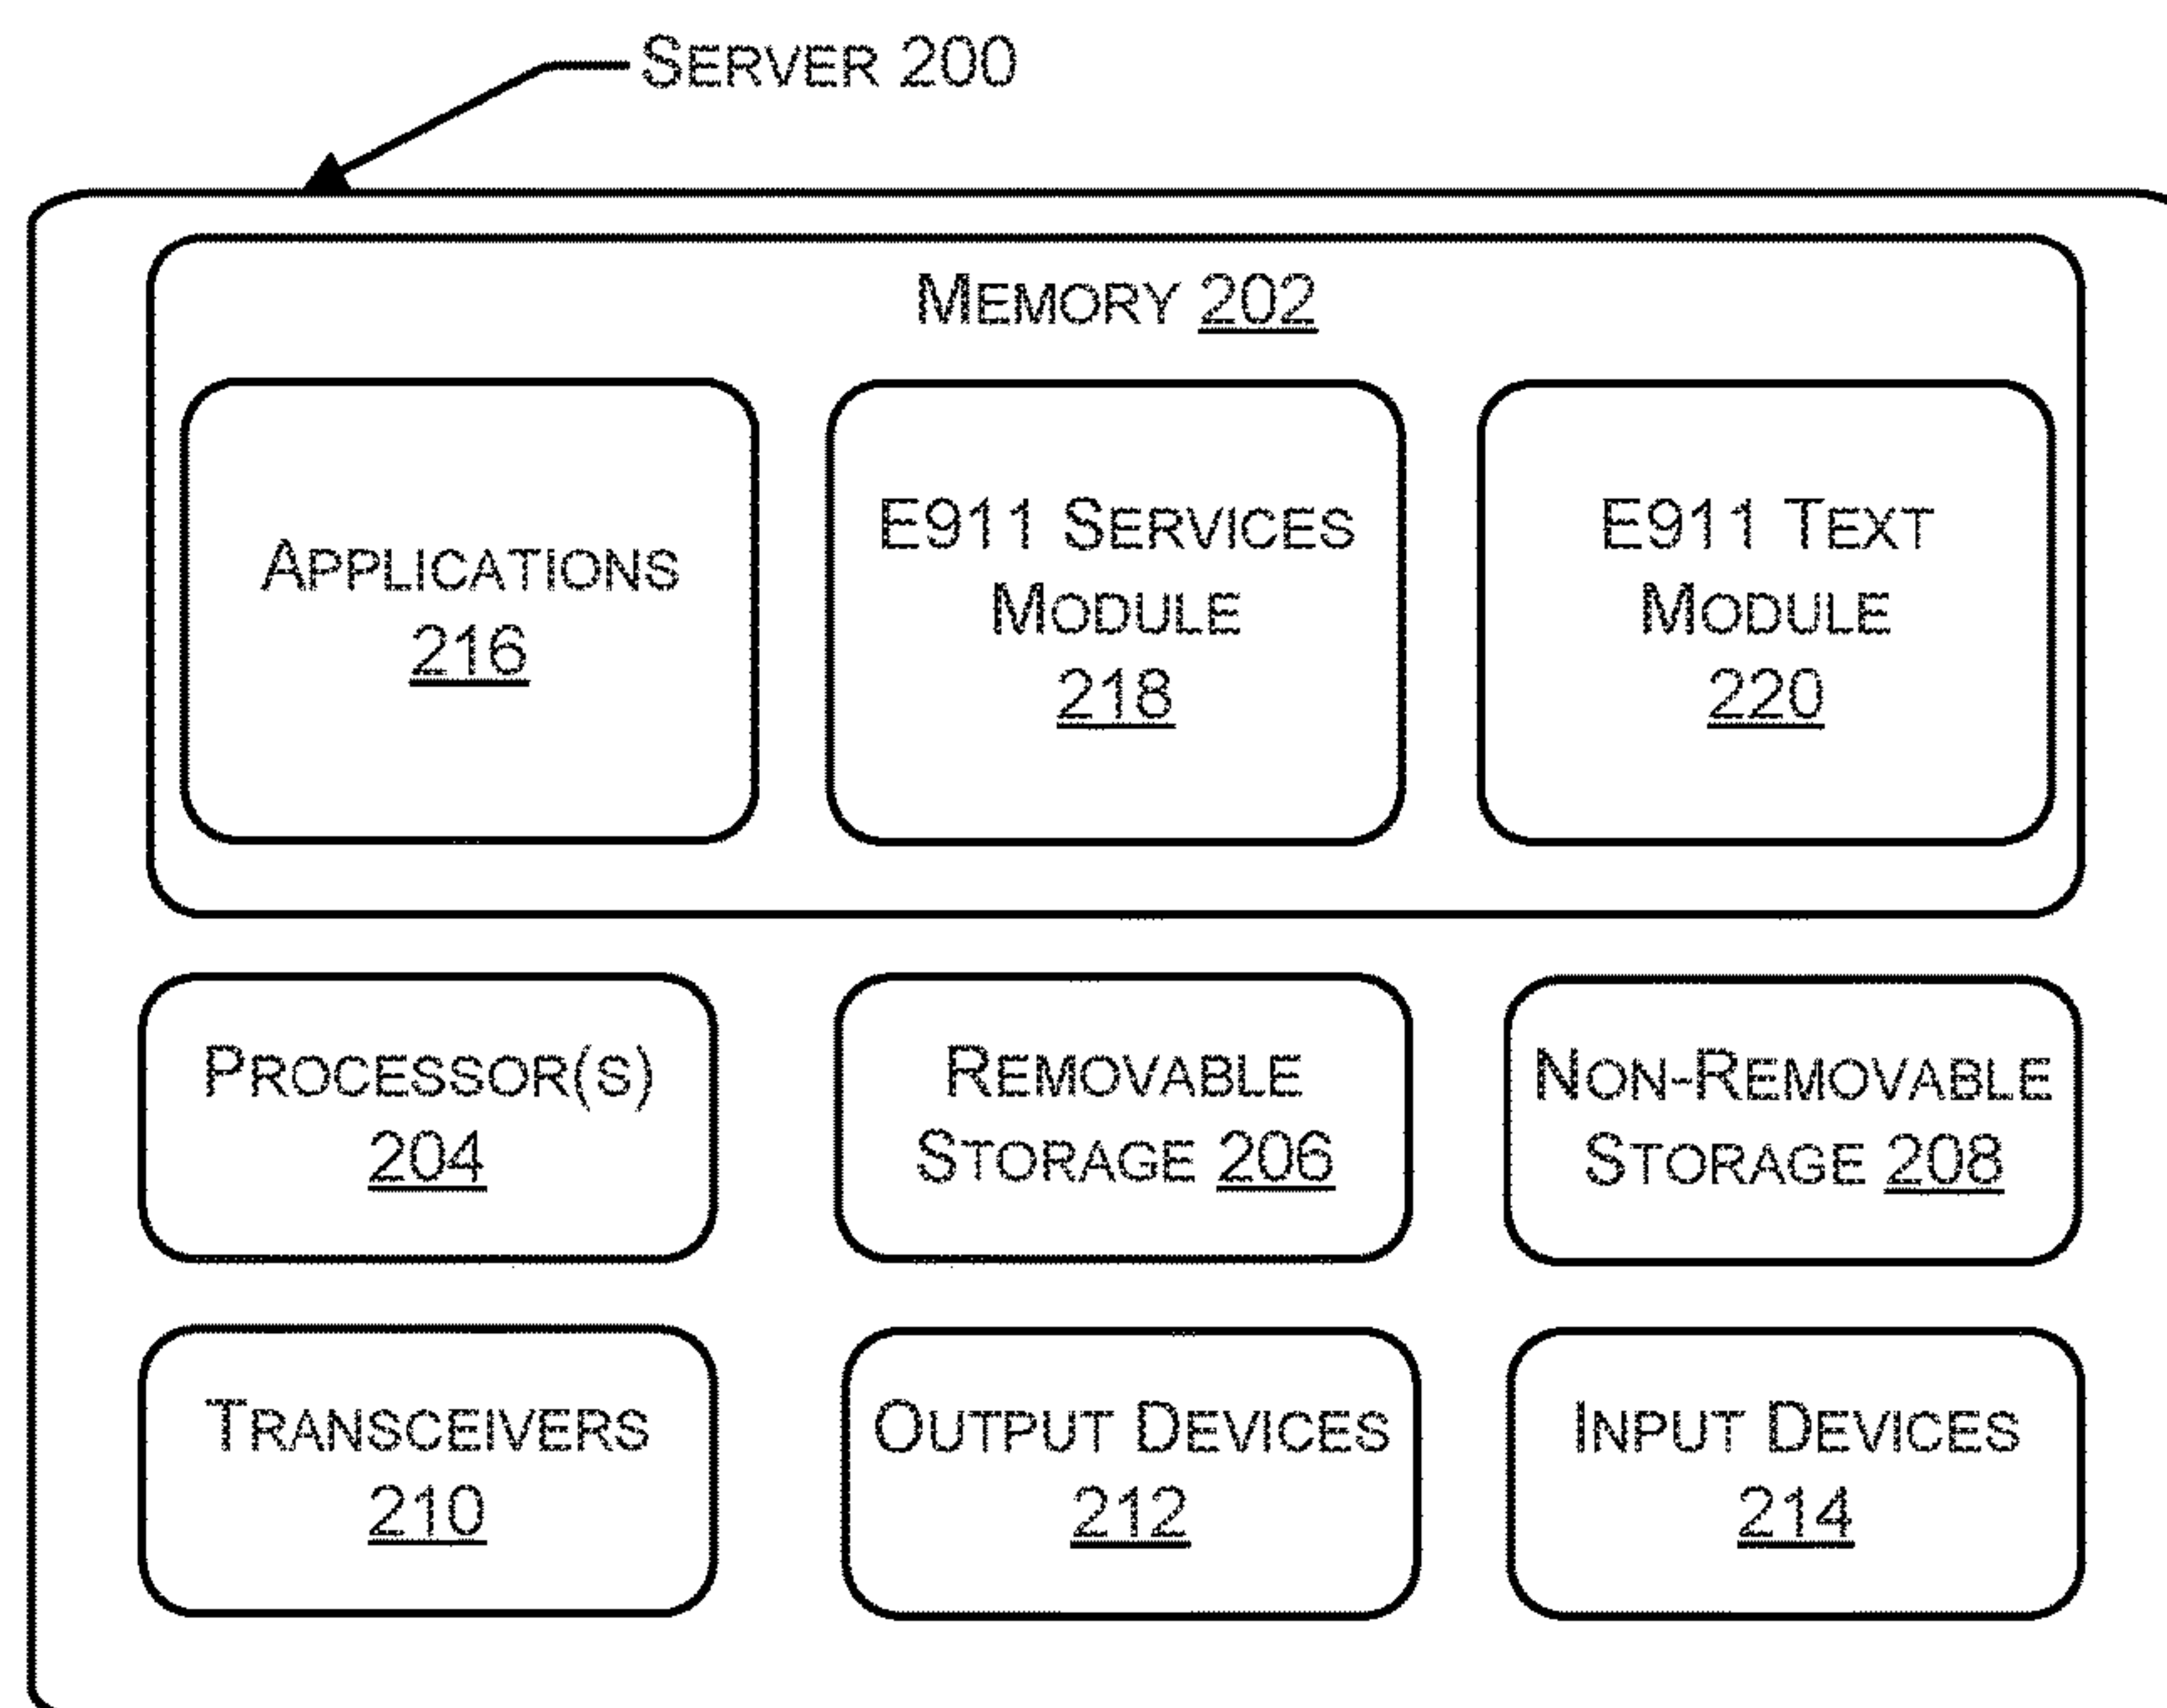 SERVER 200
MEMORY 202
APPLICATIONS
216
E911 SERVICES
MODULE
218
E911 TEXT
MODULE
220
PROCESSOR(S)
204
REMOVABLE
STORAGE 206
NON-REMOVABLE
STORAGE 208
TRANSCEIVERS
210
OUTPUT DEVICES
212
INPUT DEVICES
214